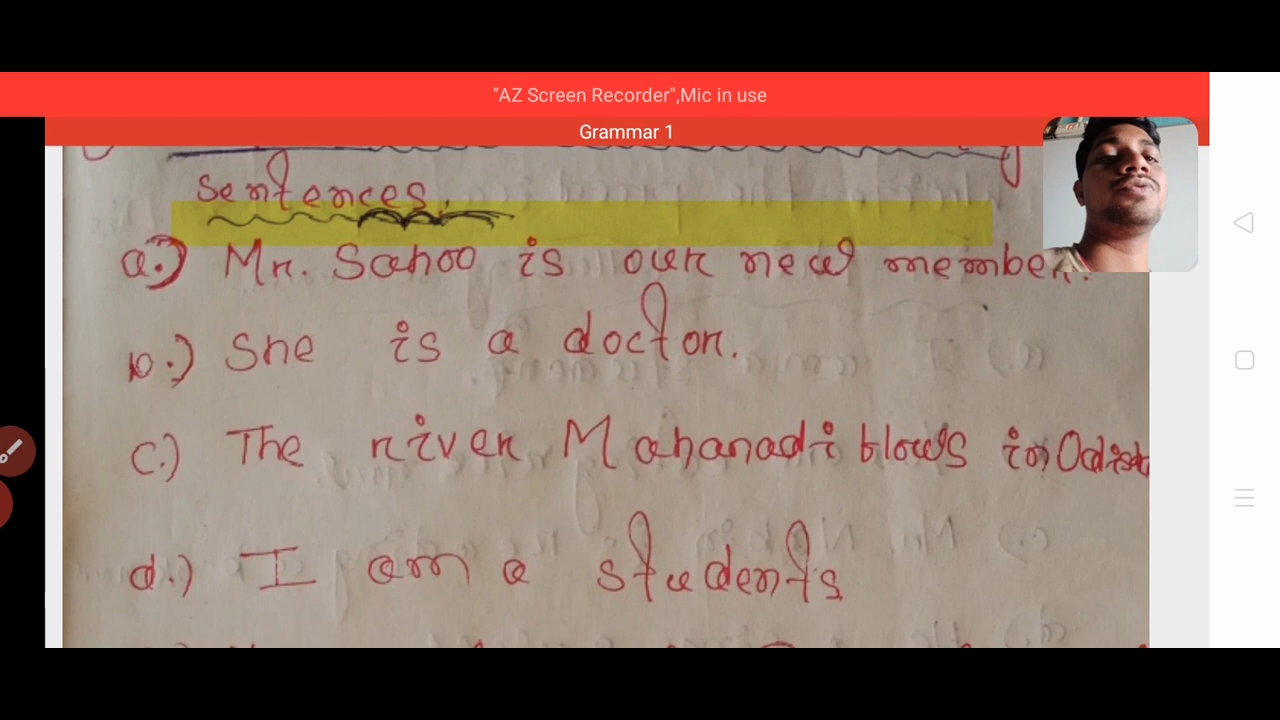 "AZ Screen Recorder",Mic in use
Grammar 1
sentences.
a.) Mr. Sahoo is our new member.
b.) She is a doctor.
c.) The river Mahanadi blows in Odisha
d.) I am a students